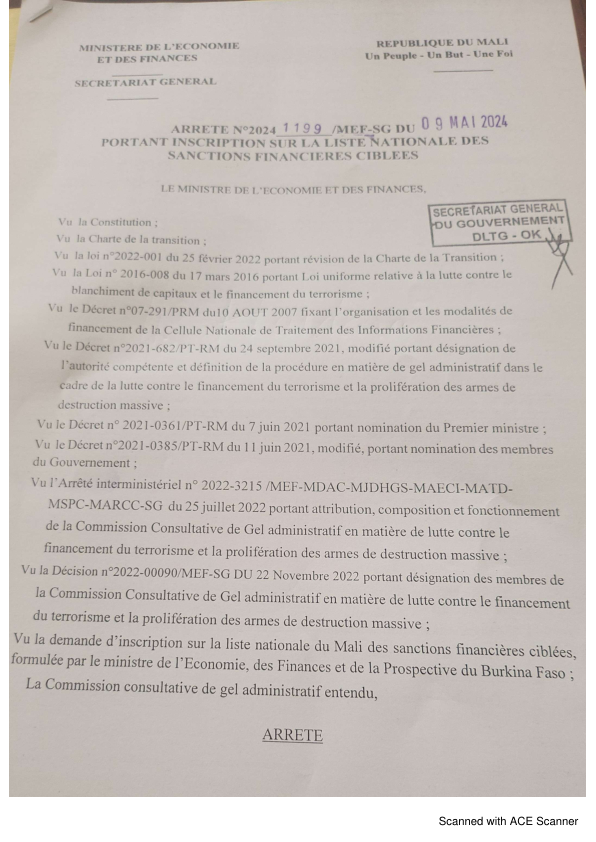 MINISTERE DE L'ECONOMIE
ET DES FINANCES
SECRETARIAT GENERAL
REPUBLIQUE DU MALI
Un Peuple - Un But - Une Foi
ARRETE N°2024 1199 /MEF-SG DU 09 MAI 2024
PORTANT INSCRIPTION SUR LA LISTE NATIONALE DES
SANCTIONS FINANCIERES CIBLEES
LE MINISTRE DE L'ECONOMIE ET DES FINANCES,
SECRETARIAT GENERAL
DU GOUVERNEMENT
DLTG - OK
Vu la Constitution ;
Vu la Charte de la transition ;
Vu la loi n°2022-001 du 25 février 2022 portant révision de la Charte de la Transition ;
Vu la Loi n° 2016-008 du 17 mars 2016 portant Loi uniforme relative à la lutte contre le
blanchiment de capitaux et le financement du terrorisme ;
Vu le Décret n°07-291/PRM du10 AOUT 2007 fixant l'organisation et les modalités de
financement de la Cellule Nationale de Traitement des Informations Financières ;
Vu le Décret n°2021-682/PT-RM du 24 septembre 2021, modifié portant désignation de
l'autorité compétente et définition de la procédure en matière de gel administratif dans le
cadre de la lutte contre le financement du terrorisme et la prolifération des armes de
destruction massive ;
Vu le Décret n° 2021-0361/PT-RM du 7 juin 2021 portant nomination du Premier ministre ;
Vu le Décret n°2021-0385/PT-RM du 11 juin 2021, modifié, portant nomination des membres
du Gouvernement ;
Vu l'Arrêté interministériel n° 2022-3215 /MEF-MDAC-MJDHGS-MAECI-MATD-
MSPC-MARCC-SG du 25 juillet 2022 portant attribution, composition et fonctionnement
de la Commission Consultative de Gel administratif en matière de lutte contre le
financement du terrorisme et la prolifération des armes de destruction massive ;
Vu la Décision n°2022-00090/MEF-SG DU 22 Novembre 2022 portant désignation des membres de
la Commission Consultative de Gel administratif en matière de lutte contre le financement
du terrorisme et la prolifération des armes de destruction massive ;
Vu la demande d'inscription sur la liste nationale du Mali des sanctions financières ciblées,
formulée par le ministre de l'Economie, des Finances et de la Prospective du Burkina Faso ;
La Commission consultative de gel administratif entendu,
ARRETE
Scanned with ACE Scanner